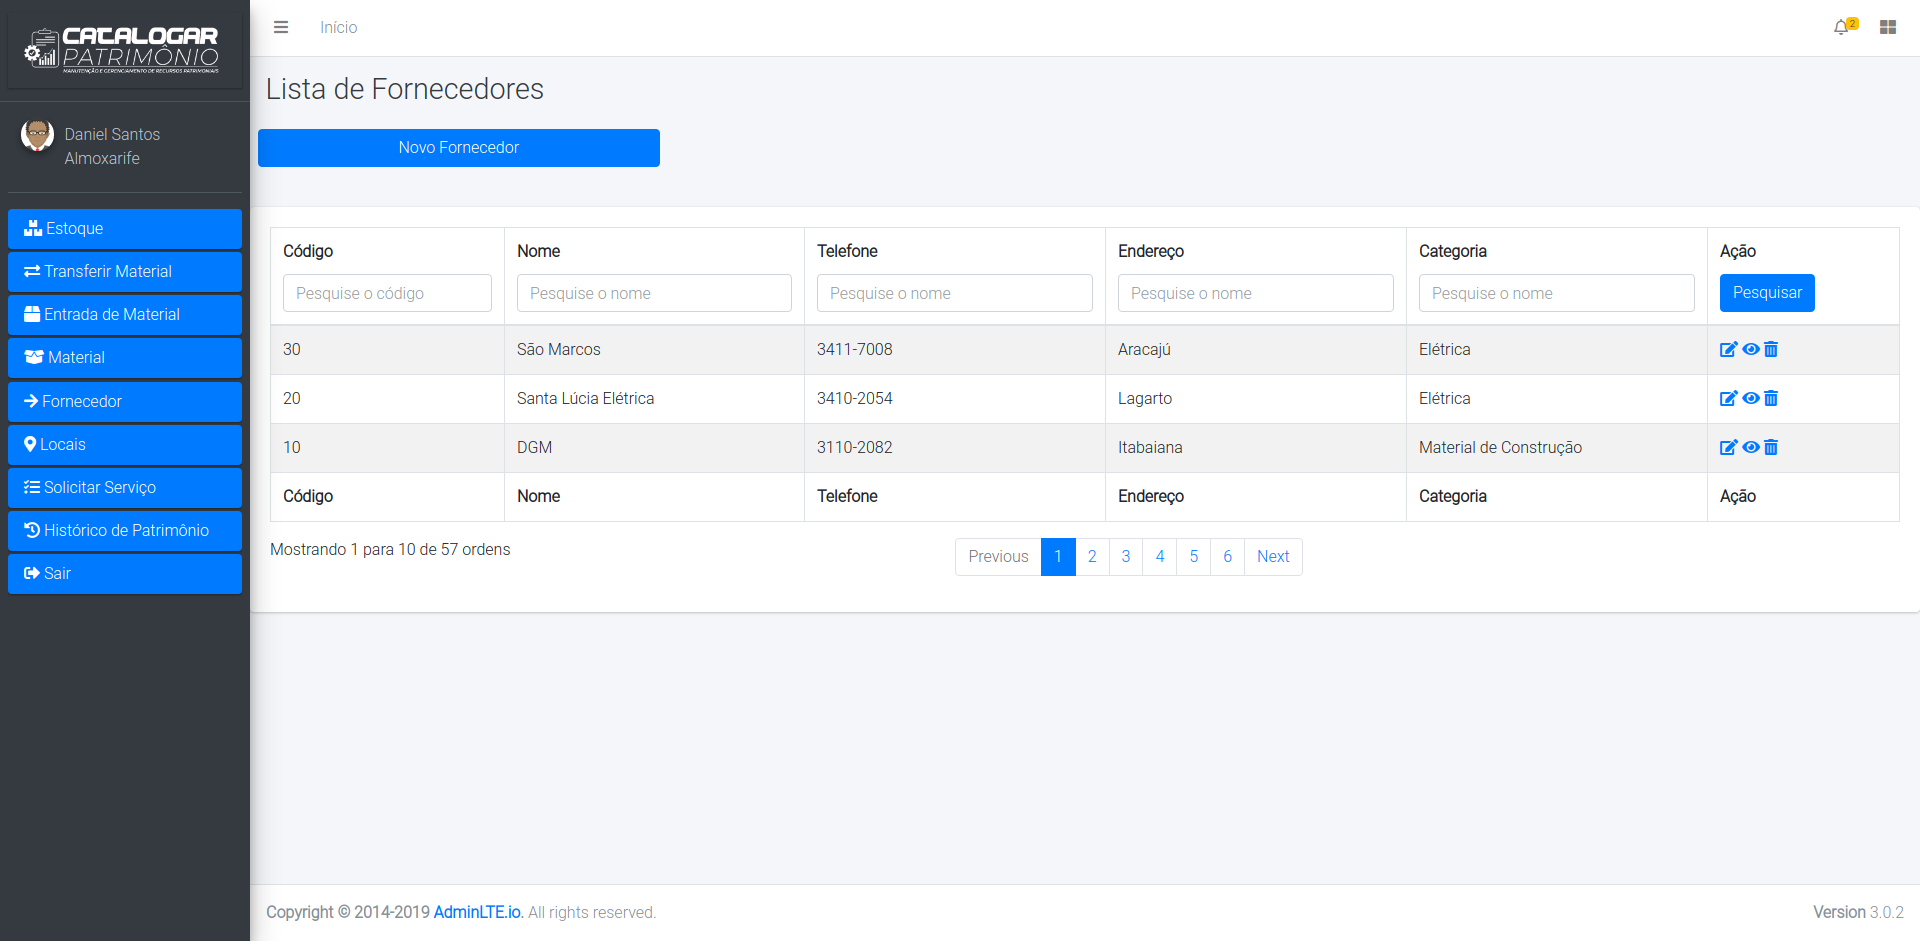 CATALOGAR
PATRIMÔNIO
MANUTENÇÃO E GERENCIAMENTO DE RECURSOS PATRIMONIAIS
Daniel Santos
Almoxarife
Estoque
Transferir Material
Entrada de Material
Material
Fornecedor
Locais
Solicitar Serviço
Histórico de Patrimônio
Sair
Início
2
Lista de Fornecedores
Novo Fornecedor
Código Nome Telefone Endereço Categoria Ação
Pesquise o código Pesquise o nome Pesquise o nome Pesquise o nome Pesquise o nome Pesquisar
30 São Marcos 3411-7008 Aracajú Elétrica
20 Santa Lúcia Elétrica 3410-2054 Lagarto Elétrica
10 DGM 3110-2082 Itabaiana Material de Construção
Código Nome Telefone Endereço Categoria Ação
Mostrando 1 para 10 de 57 ordens
Previous 1 2 3 4 5 6 Next
Copyright © 2014-2019 AdminLTE.io. All rights reserved.
Version 3.0.2